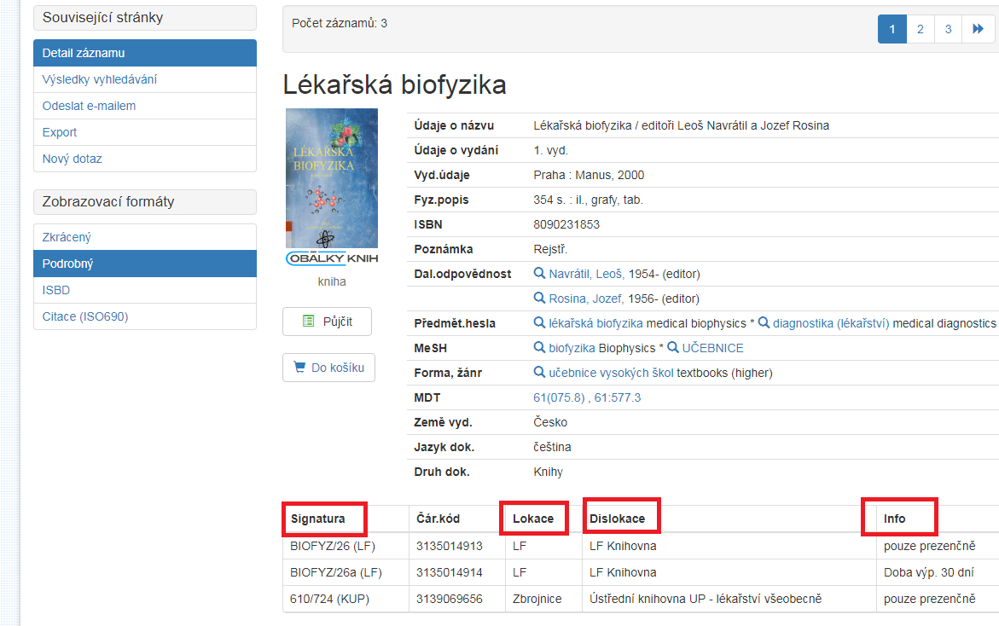 Související stránky
Detail záznamu
Výsledky vyhledávání
Odeslat e-mailem
Export
Nový dotaz
Zobrazovací formáty
Zkrácený
Podrobný
ISBD
Citace (ISO690)
Počet záznamů: 3
1 2 3
Lékařská biofyzika
LÉKAŘSKÁ
BIOFYZIKA
OBÁLKY KNIH
kniha
Půjčit
Do košíku
Údaje o názvu Lékařská biofyzika / editoři Leoš Navrátil a Jozef Rosina
Údaje o vydání 1. vyd.
Vyd.údaje Praha : Manus, 2000
Fyz.popis 354 s. : il., grafy, tab.
ISBN 8090231853
Poznámka Rejstř.
Dal.odpovědnost Navrátil, Leoš, 1954- (editor)
Rosina, Jozef, 1956- (editor)
Předmět.hesla lékařská biofyzika medical biophysics * diagnostika (lékařství) medical diagnostics
MeSH biofyzika Biophysics * UČEBNICE
Forma, žánr učebnice vysokých škol textbooks (higher)
MDT 61(075.8) , 61:577.3
Země vyd. Česko
Jazyk dok. čeština
Druh dok. Knihy
Signatura Čár.kód Lokace Dislokace Info
BIOFYZ/26 (LF) 3135014913 LF LF Knihovna pouze prezenčně
BIOFYZ/26a (LF) 3135014914 LF LF Knihovna Doba výp. 30 dní
610/724 (KUP) 3139069656 Zbrojnice Ústřední knihovna UP - lékařství všeobecně pouze prezenčně